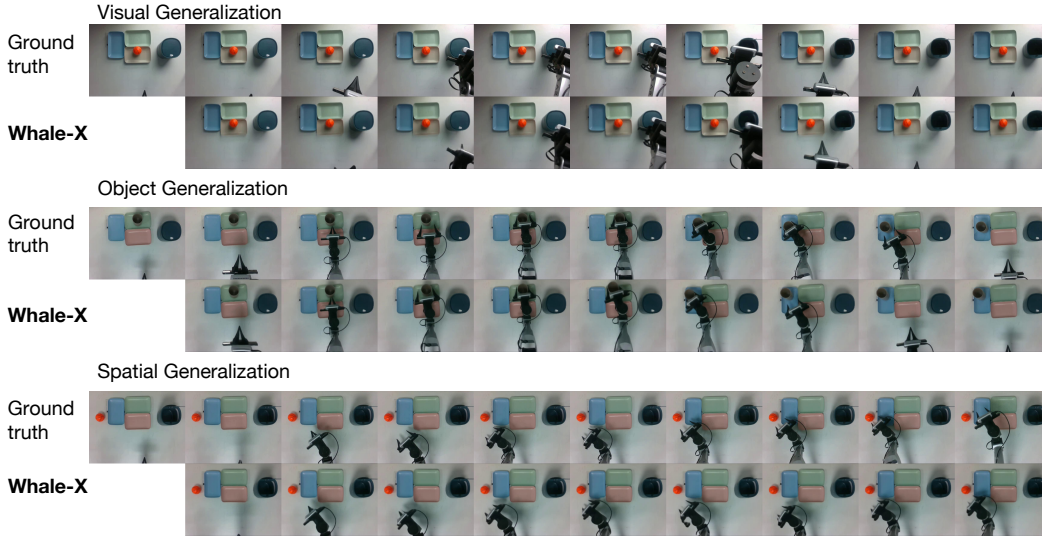 Visual Generalization
Ground
truth
Whale-X
Object Generalization
Ground
truth
Whale-X
Spatial Generalization
Ground
truth
Whale-X